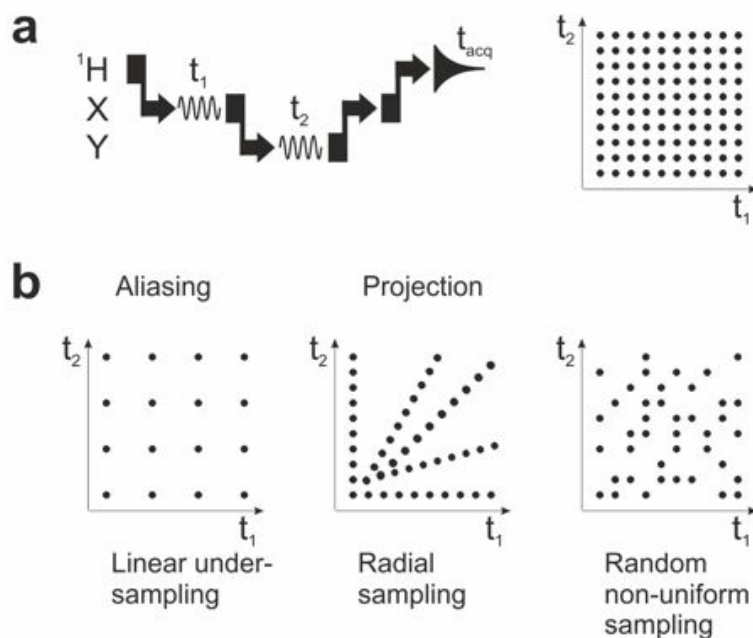 a
¹H
X
Y
t₁
t₂
t_acq
t₂
t₁
b
Aliasing
Projection
t₂
t₁
t₂
t₁
t₂
t₁
Linear under-
sampling
Radial
sampling
Random
non-uniform
sampling